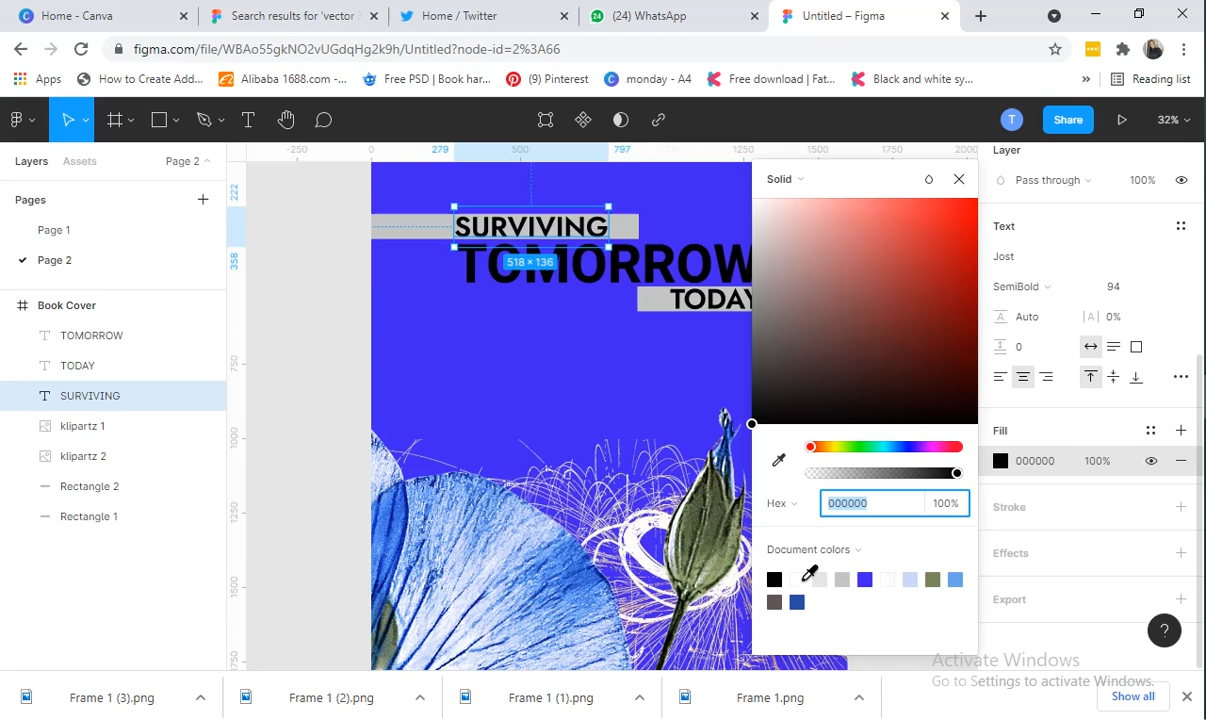 Home - Canva
Search results for 'vector
Home / Twitter
(24) WhatsApp
Untitled – Figma
figma.com/file/WBAo55gkNO2vUGdqHg2k9h/Untitled?node-id=2%3A66
Apps
How to Create Add...
Alibaba 1688.com -...
Free PSD | Book har...
(9) Pinterest
monday - A4
Free download | Fat...
Black and white sy...
»
Reading list
T
T
Share
32%
Layers
Assets
Page 2
-250
0
279
500
797
1250
1500
1750
2000
Pages
Page 1
Page 2
Book Cover
TOMORROW
TODAY
SURVIVING
klipartz 1
klipartz 2
Rectangle 2
Rectangle 1
222
358
750
1000
1250
1500
1750
SURVIVING
TOMORROW
518 × 136
TODAY
Solid
Hex
000000
100%
Document colors
Layer
Pass through
100%
Text
Jost
SemiBold
94
Auto
0%
0
Fill
000000
100%
Stroke
Effects
Export
?
Activate Windows
Go to Settings to activate Windows.
Frame 1 (3).png
Frame 1 (2).png
Frame 1 (1).png
Frame 1.png
Show all